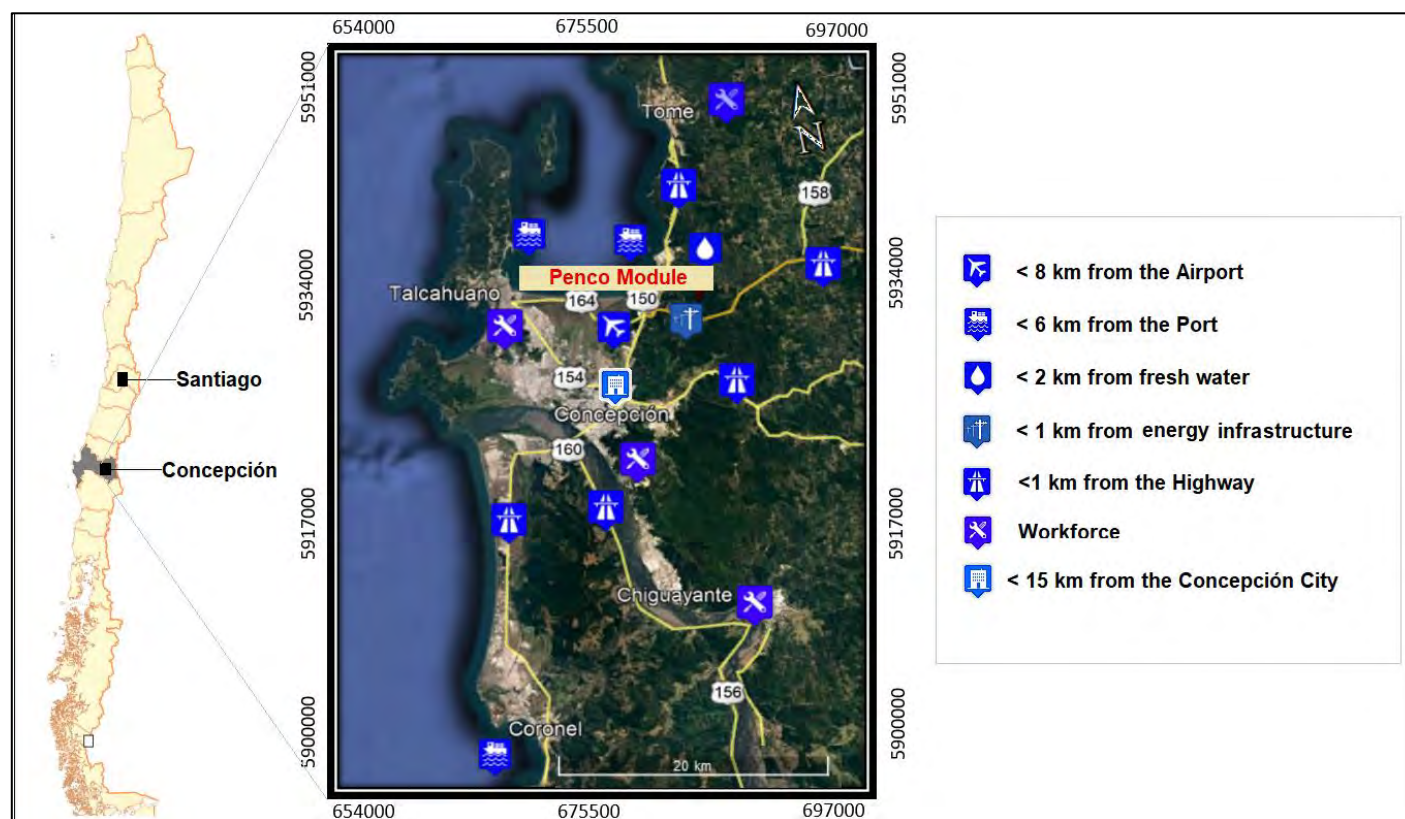 654000
675500
697000
5951000
5951000
Tome
N
158
5934000
5934000
Penco Module
Talcahuano
164
150
154
Concepción
160
Santiago
Concepción
5917000
5917000
Chiguayante
156
5900000
5900000
Coronel
20 km
654000
675500
697000
< 8 km from the Airport
< 6 km from the Port
< 2 km from fresh water
< 1 km from energy infrastructure
<1 km from the Highway
Workforce
< 15 km from the Concepción City